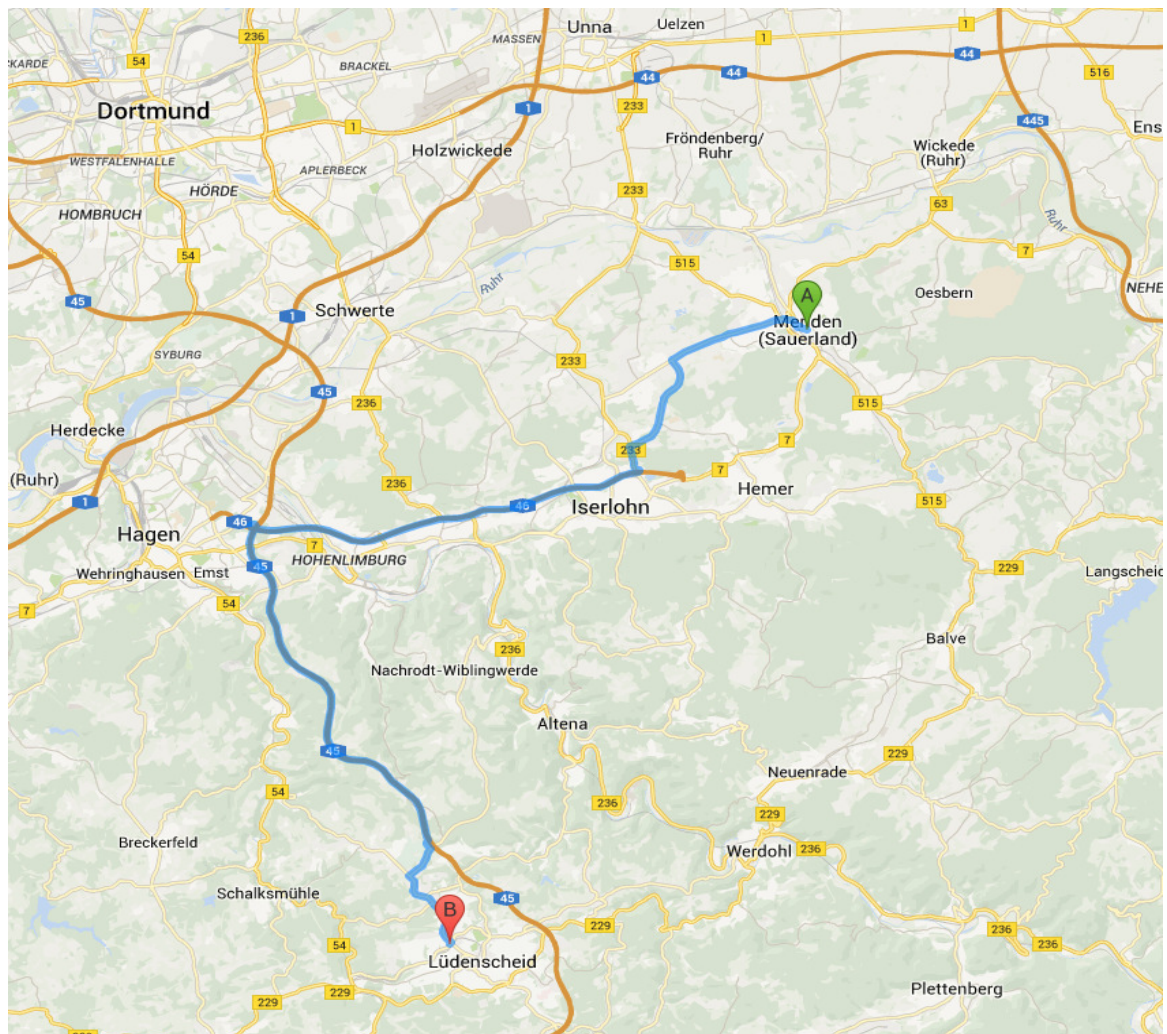 236
MASSEN
Unna
Uelzen
1
54
BRACKEL
1
44
44
44
516
Dortmund
1
233
445
1
Fröndenberg/
Ruhr
Wickede
(Ruhr)
WESTFALENHALLE
APLERBECK
Holzwickede
HÖRDE
233
HOMBRUCH
63
Ruhr
54
7
515
Ruhr
45
Oesbern
A
1
Schwerte
Menden
(Sauerland)
SYBURG
233
45
236
515
Herdecke
7
233
(Ruhr)
236
7
Hemer
1
46
Iserlohn
515
46
Hagen
7
HOHENLIMBURG
45
229
Wehringhausen
Emst
7
54
236
Balve
Nachrodt-Wiblingwerde
Altena
45
229
Neuenrade
54
236
229
Breckerfeld
Werdohl
236
Schalksmühle
45
B
229
236
236
54
Lüdenscheid
Plettenberg
229
229